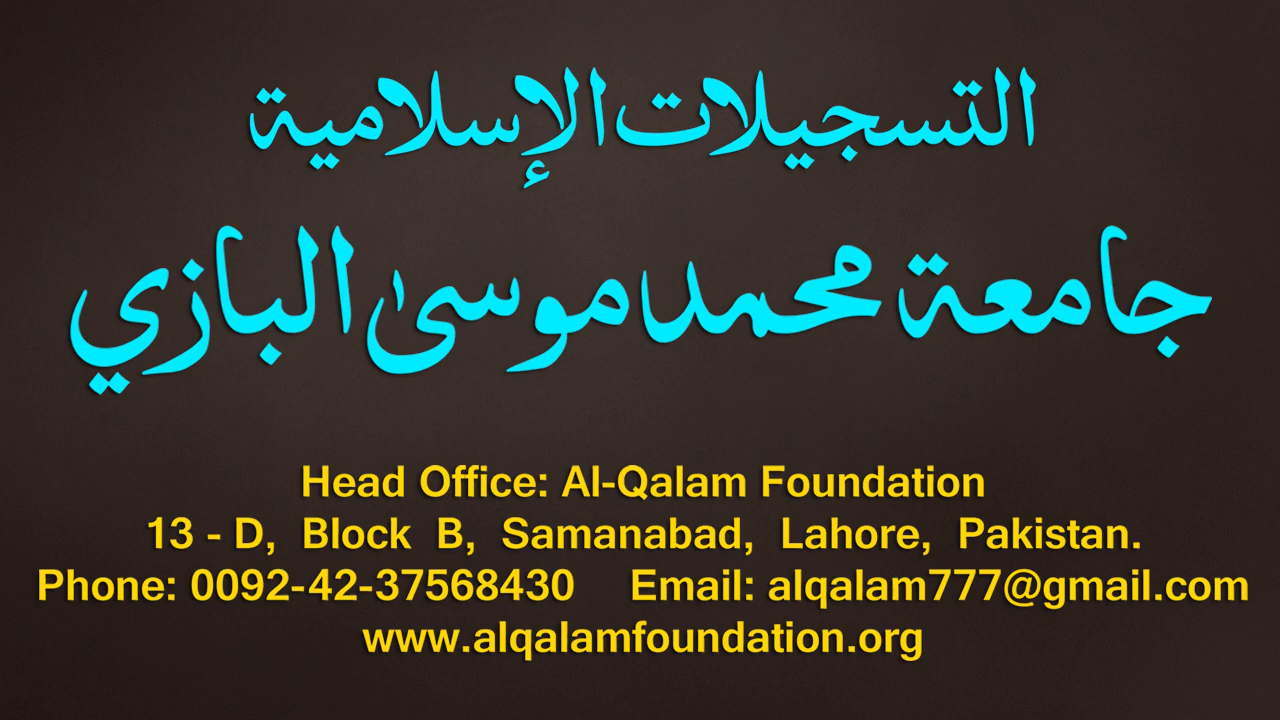 التسجيلات الإسلامية
جامعة محمد موسىٰ البازي
Head Office: Al-Qalam Foundation
13 - D, Block B, Samanabad, Lahore, Pakistan.
Phone: 0092-42-37568430 Email: alqalam777@gmail.com
www.alqalamfoundation.org